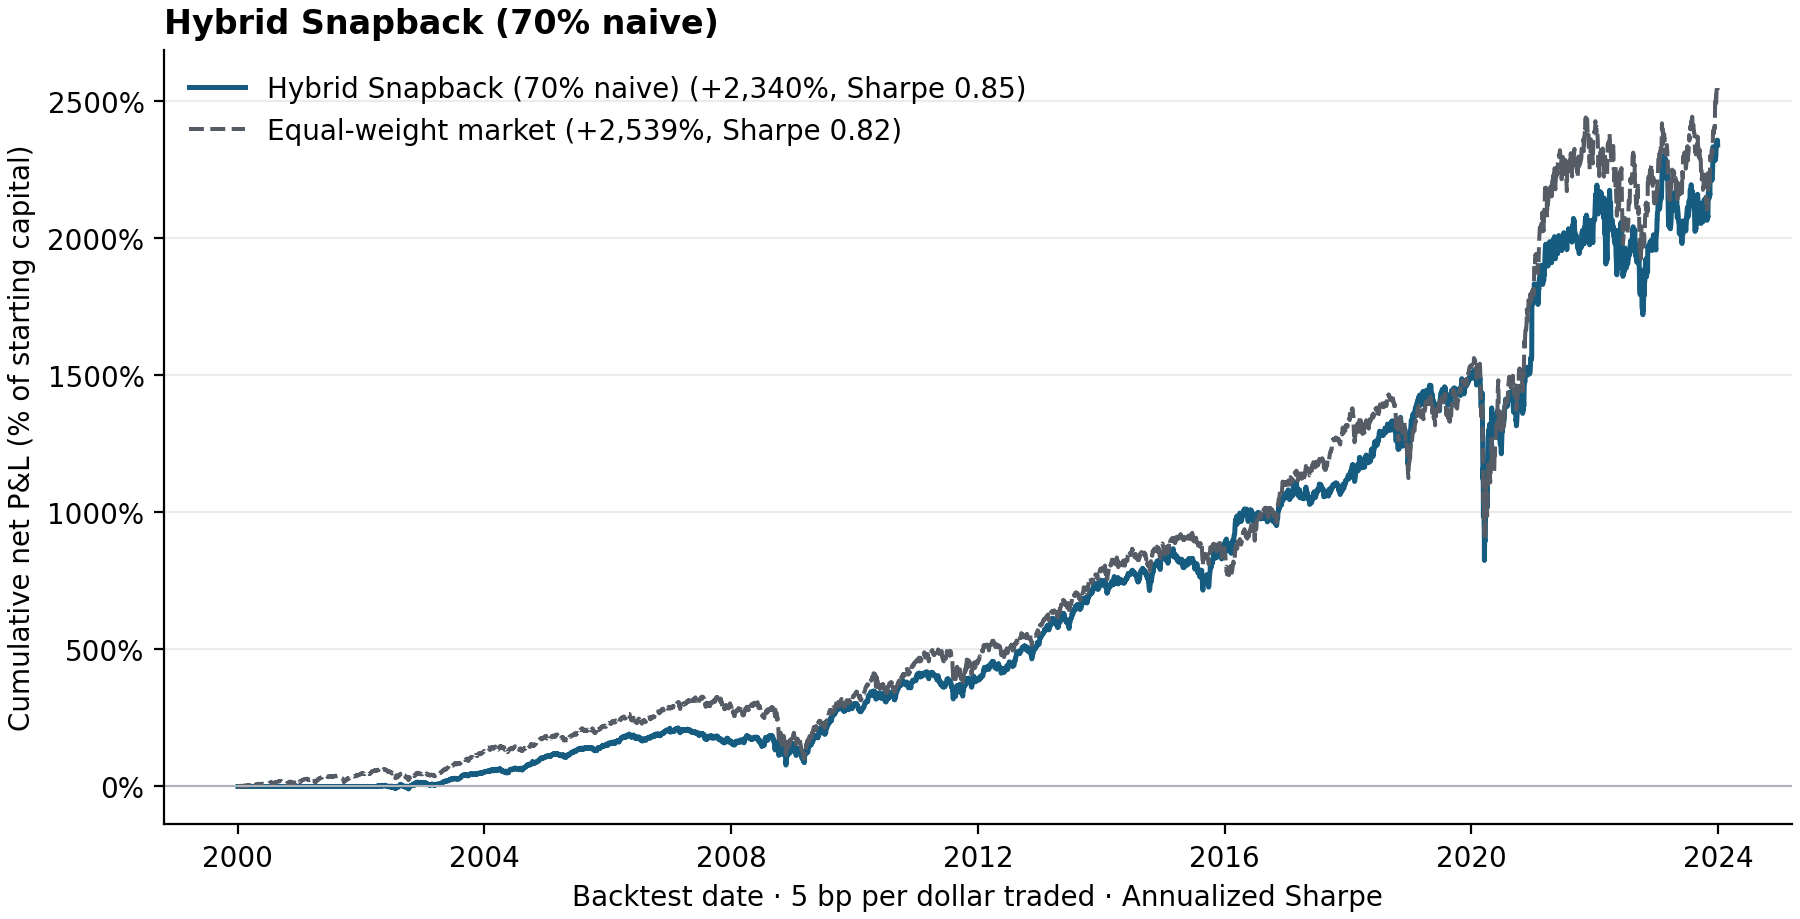 Hybrid Snapback (70% naive)
Hybrid Snapback (70% naive) (+2,340%, Sharpe 0.85)
Equal-weight market (+2,539%, Sharpe 0.82)
Cumulative net P&L (% of starting capital)
2500%
2000%
1500%
1000%
500%
0%
2000 2004 2008 2012 2016 2020 2024
Backtest date · 5 bp per dollar traded · Annualized Sharpe